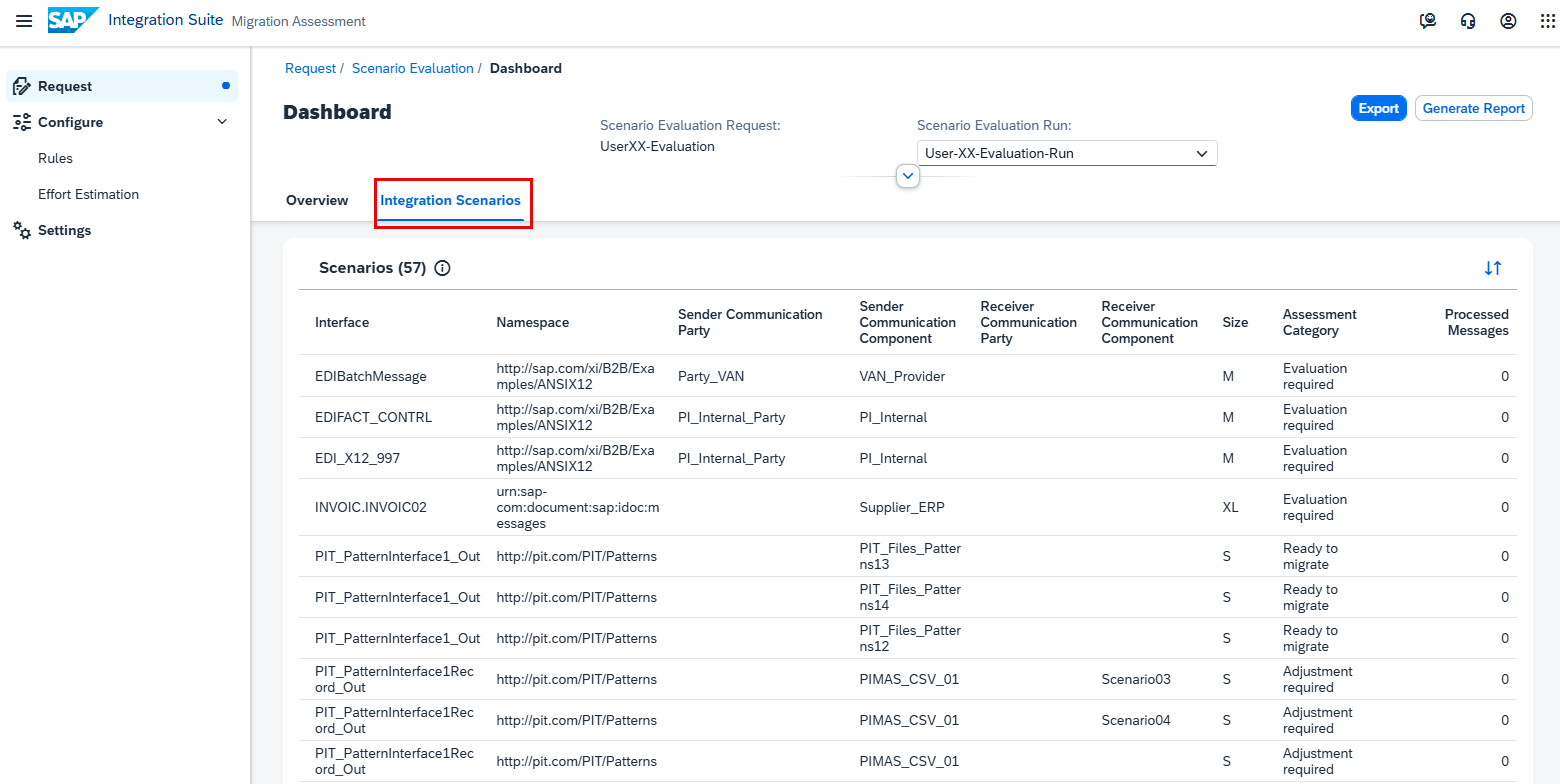 SAP Integration Suite Migration Assessment
Request
Configure
Rules
Effort Estimation
Settings
Request / Scenario Evaluation / Dashboard
Dashboard
Scenario Evaluation Request:
UserXX-Evaluation
Scenario Evaluation Run:
User-XX-Evaluation-Run
Export Generate Report
Overview Integration Scenarios
Scenarios (57)
Interface Namespace Sender Communication Party Sender Communication Component Receiver Communication Party Receiver Communication Component Size Assessment Category Processed Messages
EDIBatchMessage http://sap.com/xi/B2B/Examples/ANSIX12 Party_VAN VAN_Provider M Evaluation required 0
EDIFACT_CONTRL http://sap.com/xi/B2B/Examples/ANSIX12 PI_Internal_Party PI_Internal M Evaluation required 0
EDI_X12_997 http://sap.com/xi/B2B/Examples/ANSIX12 PI_Internal_Party PI_Internal M Evaluation required 0
INVOIC.INVOIC02 urn:sap-com:document:sap:idoc:messages Supplier_ERP XL Evaluation required 0
PIT_PatternInterface1_Out http://pit.com/PIT/Patterns PIT_Files_Patterns13 S Ready to migrate 0
PIT_PatternInterface1_Out http://pit.com/PIT/Patterns PIT_Files_Patterns14 S Ready to migrate 0
PIT_PatternInterface1_Out http://pit.com/PIT/Patterns PIT_Files_Patterns12 S Ready to migrate 0
PIT_PatternInterface1Record_Out http://pit.com/PIT/Patterns PIMAS_CSV_01 Scenario03 S Adjustment required 0
PIT_PatternInterface1Record_Out http://pit.com/PIT/Patterns PIMAS_CSV_01 Scenario04 S Adjustment required 0
PIT_PatternInterface1Record_Out http://pit.com/PIT/Patterns PIMAS_CSV_01 S Adjustment required 0